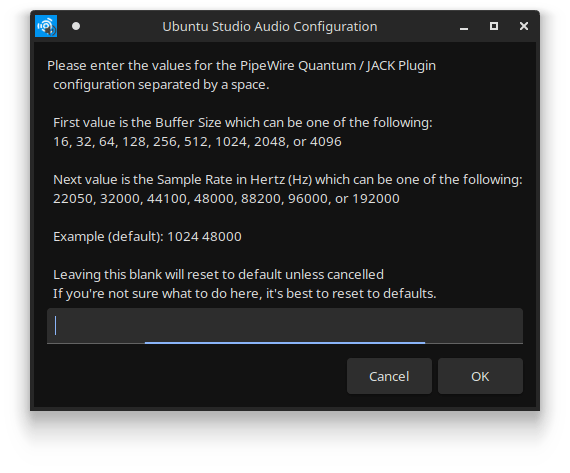 Ubuntu Studio Audio Configuration
Please enter the values for the PipeWire Quantum / JACK Plugin
configuration separated by a space.
First value is the Buffer Size which can be one of the following:
16, 32, 64, 128, 256, 512, 1024, 2048, or 4096
Next value is the Sample Rate in Hertz (Hz) which can be one of the following:
22050, 32000, 44100, 48000, 88200, 96000, or 192000
Example (default): 1024 48000
Leaving this blank will reset to default unless cancelled
If you're not sure what to do here, it's best to reset to defaults.
Cancel OK